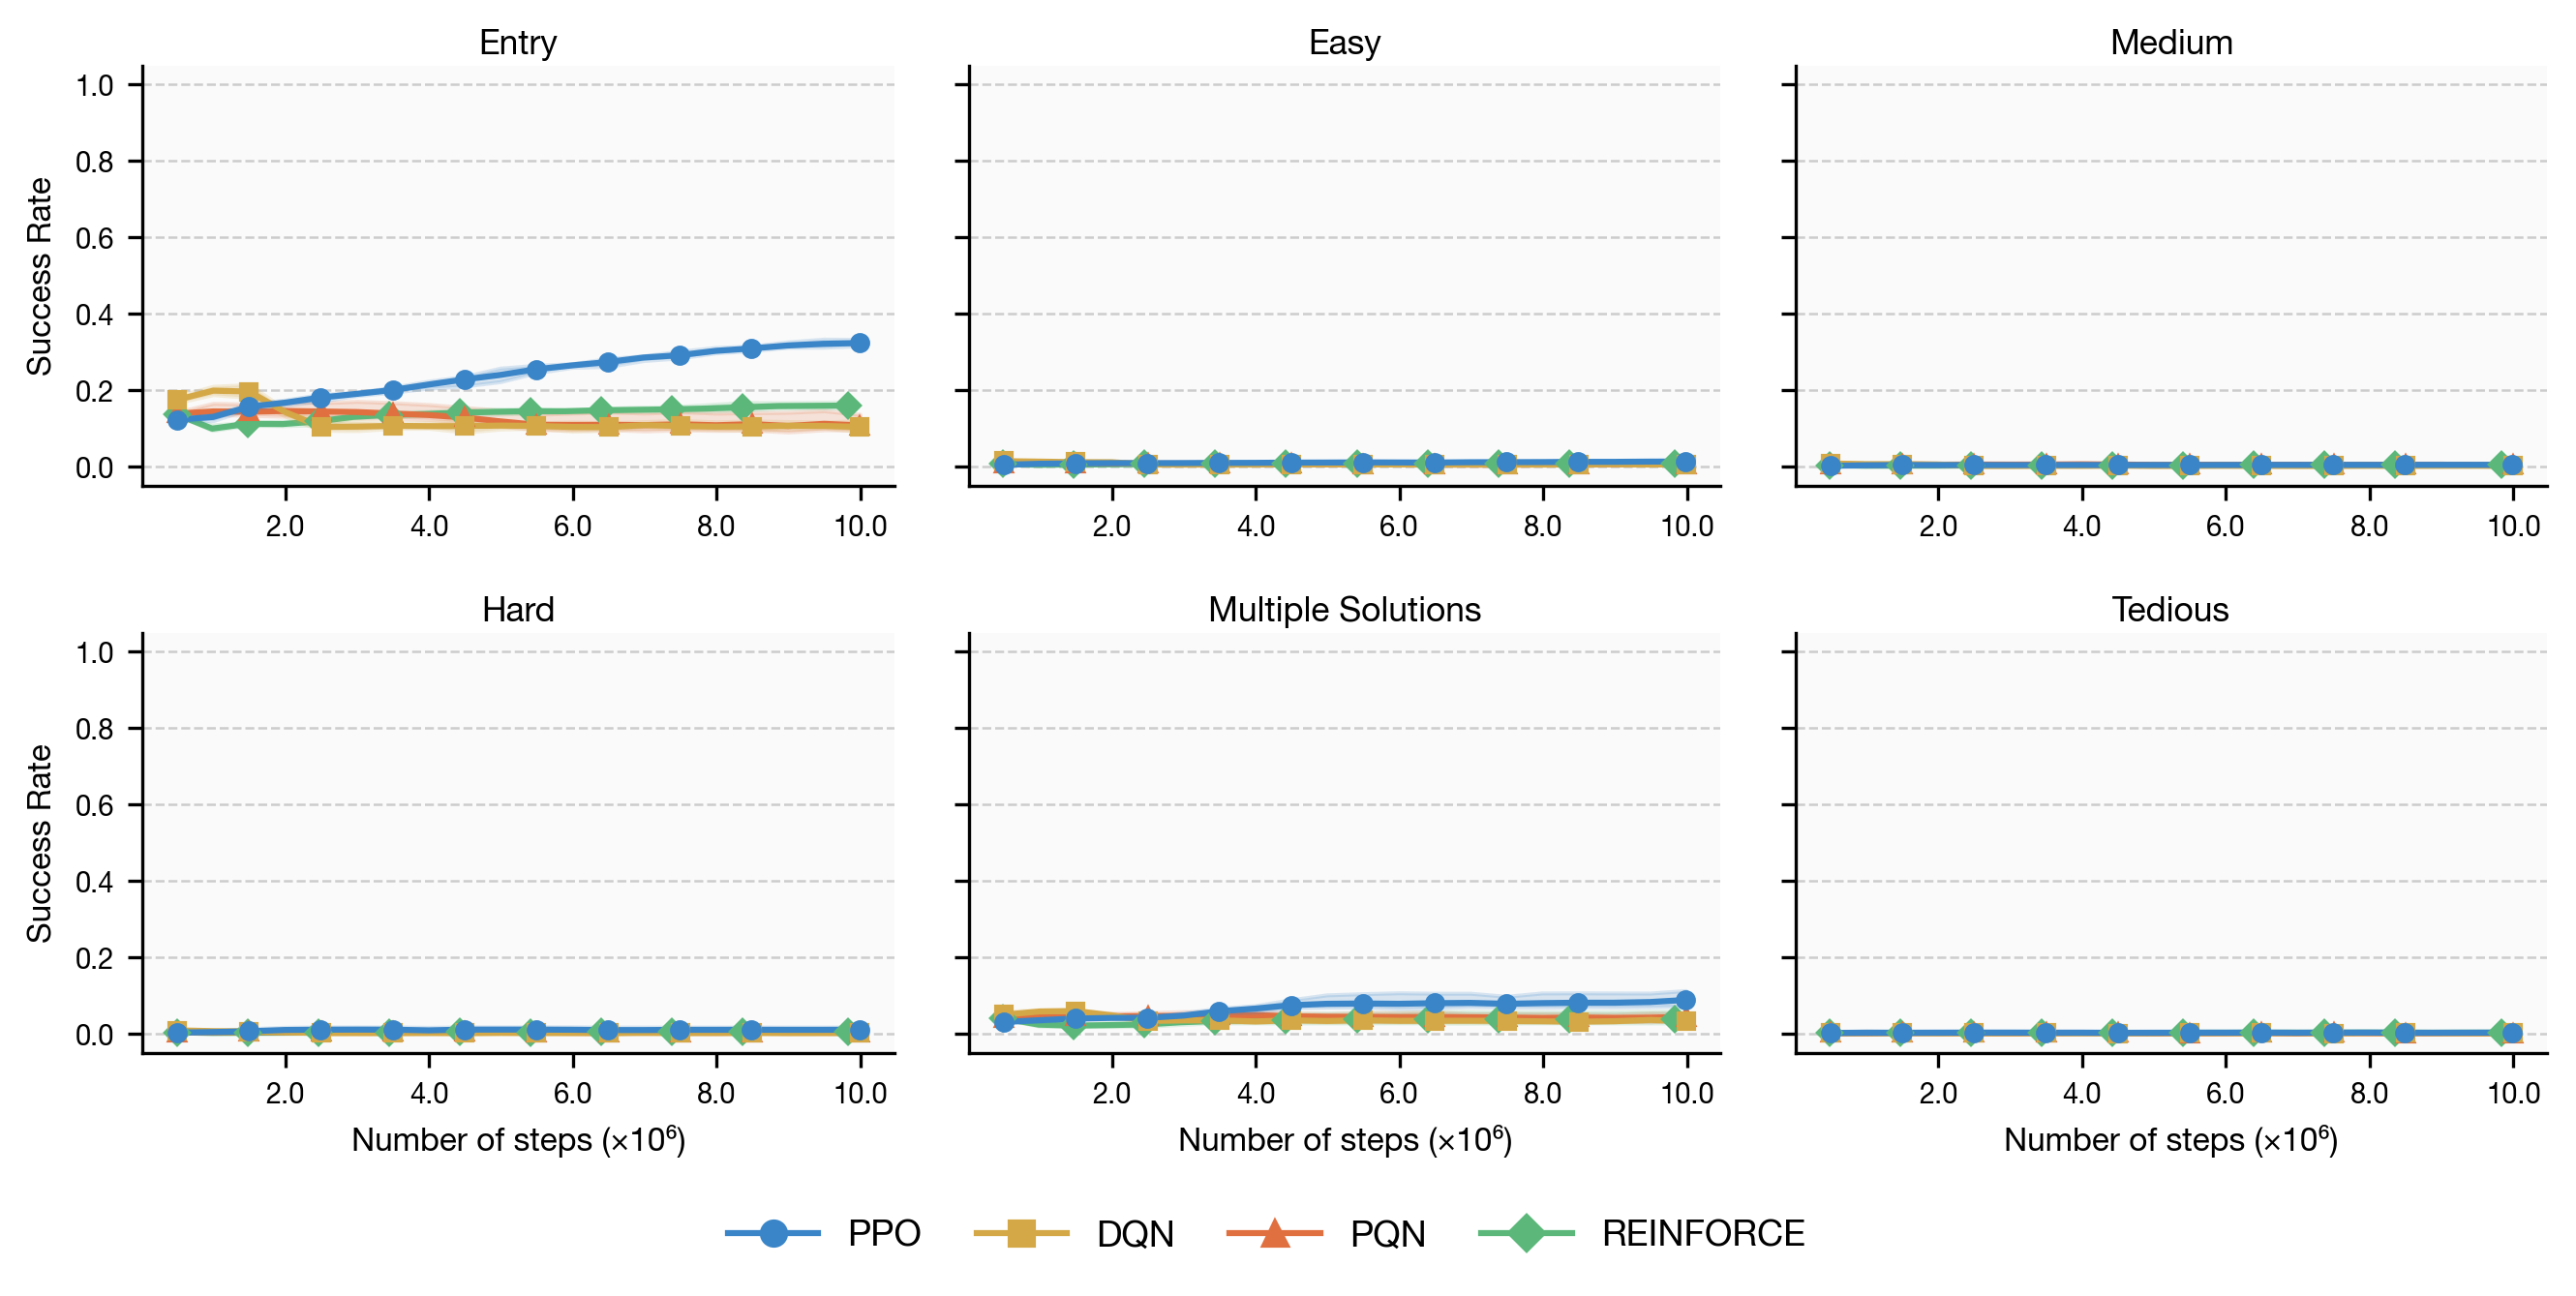 Entry
Easy
Medium
Success Rate
1.0
0.8
0.6
0.4
0.2
0.0
2.0 4.0 6.0 8.0 10.0
2.0 4.0 6.0 8.0 10.0
2.0 4.0 6.0 8.0 10.0
Hard
Multiple Solutions
Tedious
Success Rate
1.0
0.8
0.6
0.4
0.2
0.0
2.0 4.0 6.0 8.0 10.0
2.0 4.0 6.0 8.0 10.0
2.0 4.0 6.0 8.0 10.0
Number of steps (×10⁶)
Number of steps (×10⁶)
Number of steps (×10⁶)
PPO DQN PQN REINFORCE